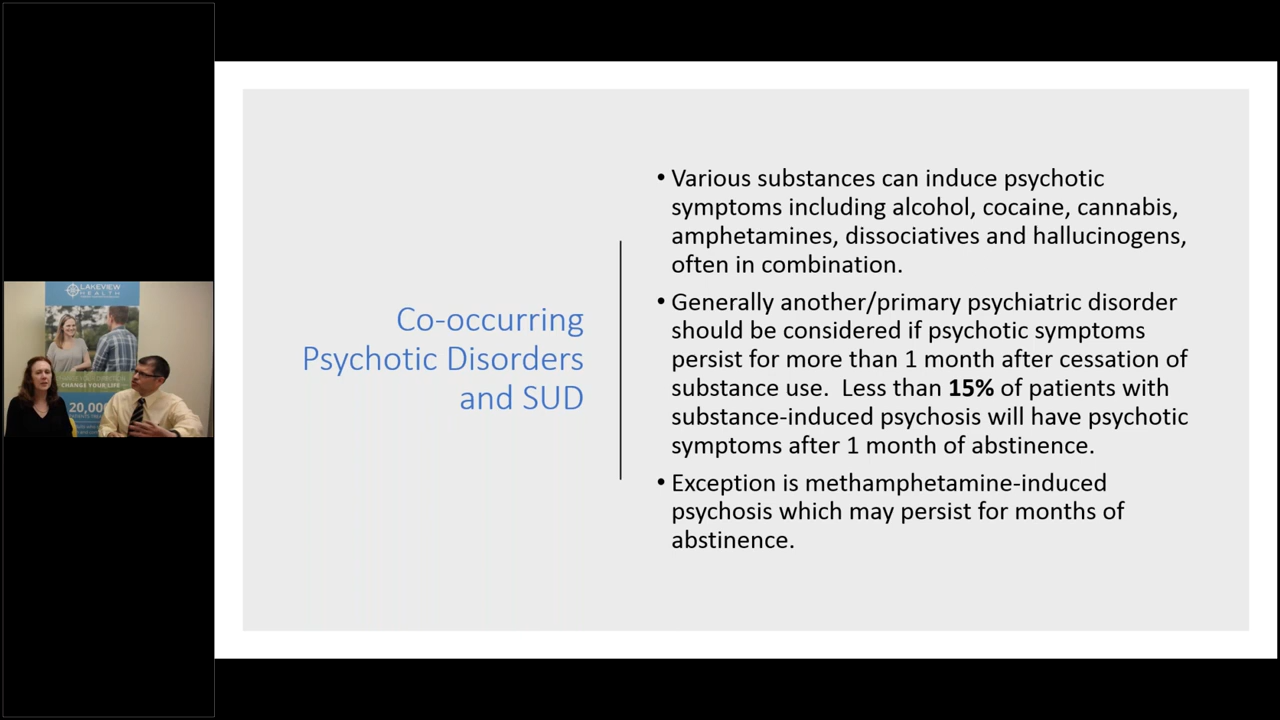 LAKEVIEW
HEALTH
CHANGE YOUR LIFE
20,000
Co-occurring
Psychotic Disorders
and SUD
• Various substances can induce psychotic
symptoms including alcohol, cocaine, cannabis,
amphetamines, dissociatives and hallucinogens,
often in combination.
• Generally another/primary psychiatric disorder
should be considered if psychotic symptoms
persist for more than 1 month after cessation of
substance use.  Less than 15% of patients with
substance-induced psychosis will have psychotic
symptoms after 1 month of abstinence.
• Exception is methamphetamine-induced
psychosis which may persist for months of
abstinence.